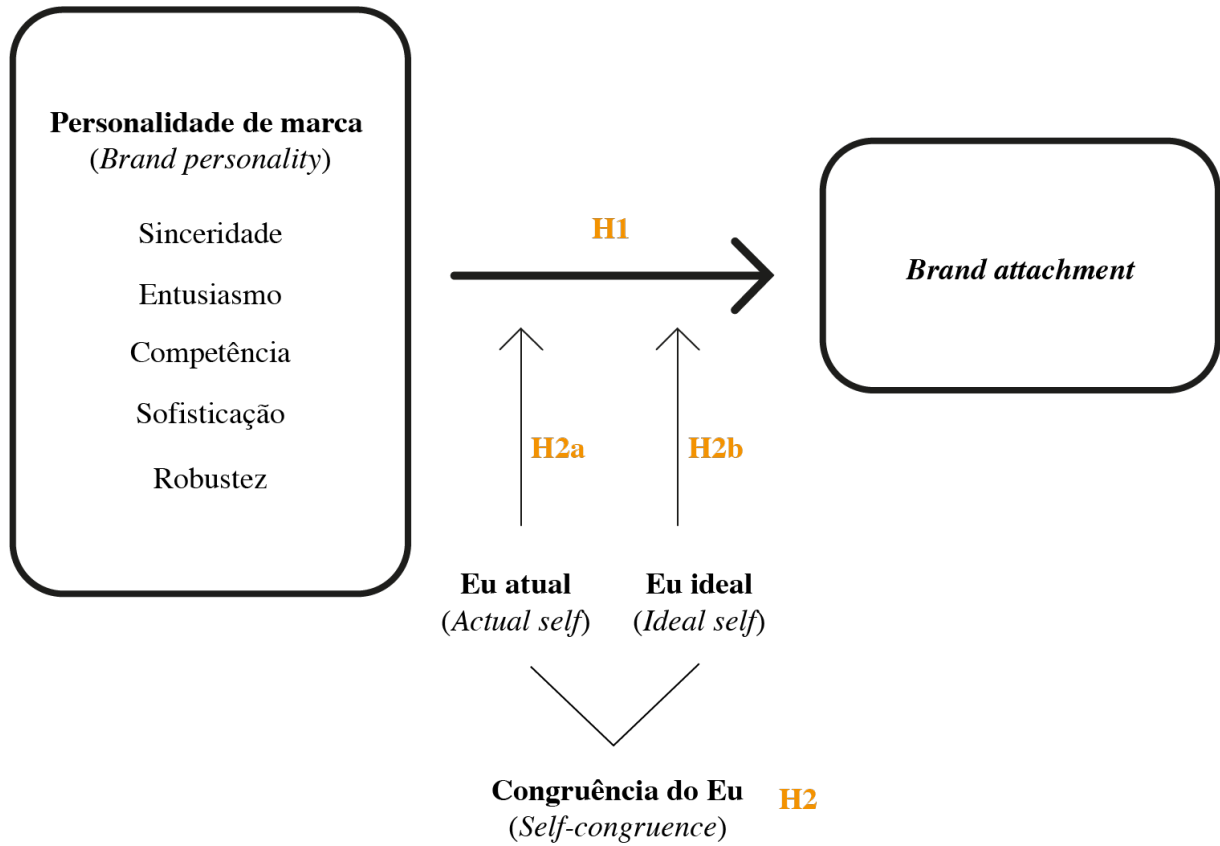 Personalidade de marca
(Brand personality)
Sinceridade
Entusiasmo
Competência
Sofisticação
Robustez
H1
Brand attachment
H2a
H2b
Eu atual
(Actual self)
Eu ideal
(Ideal self)
Congruência do Eu
(Self-congruence)
H2